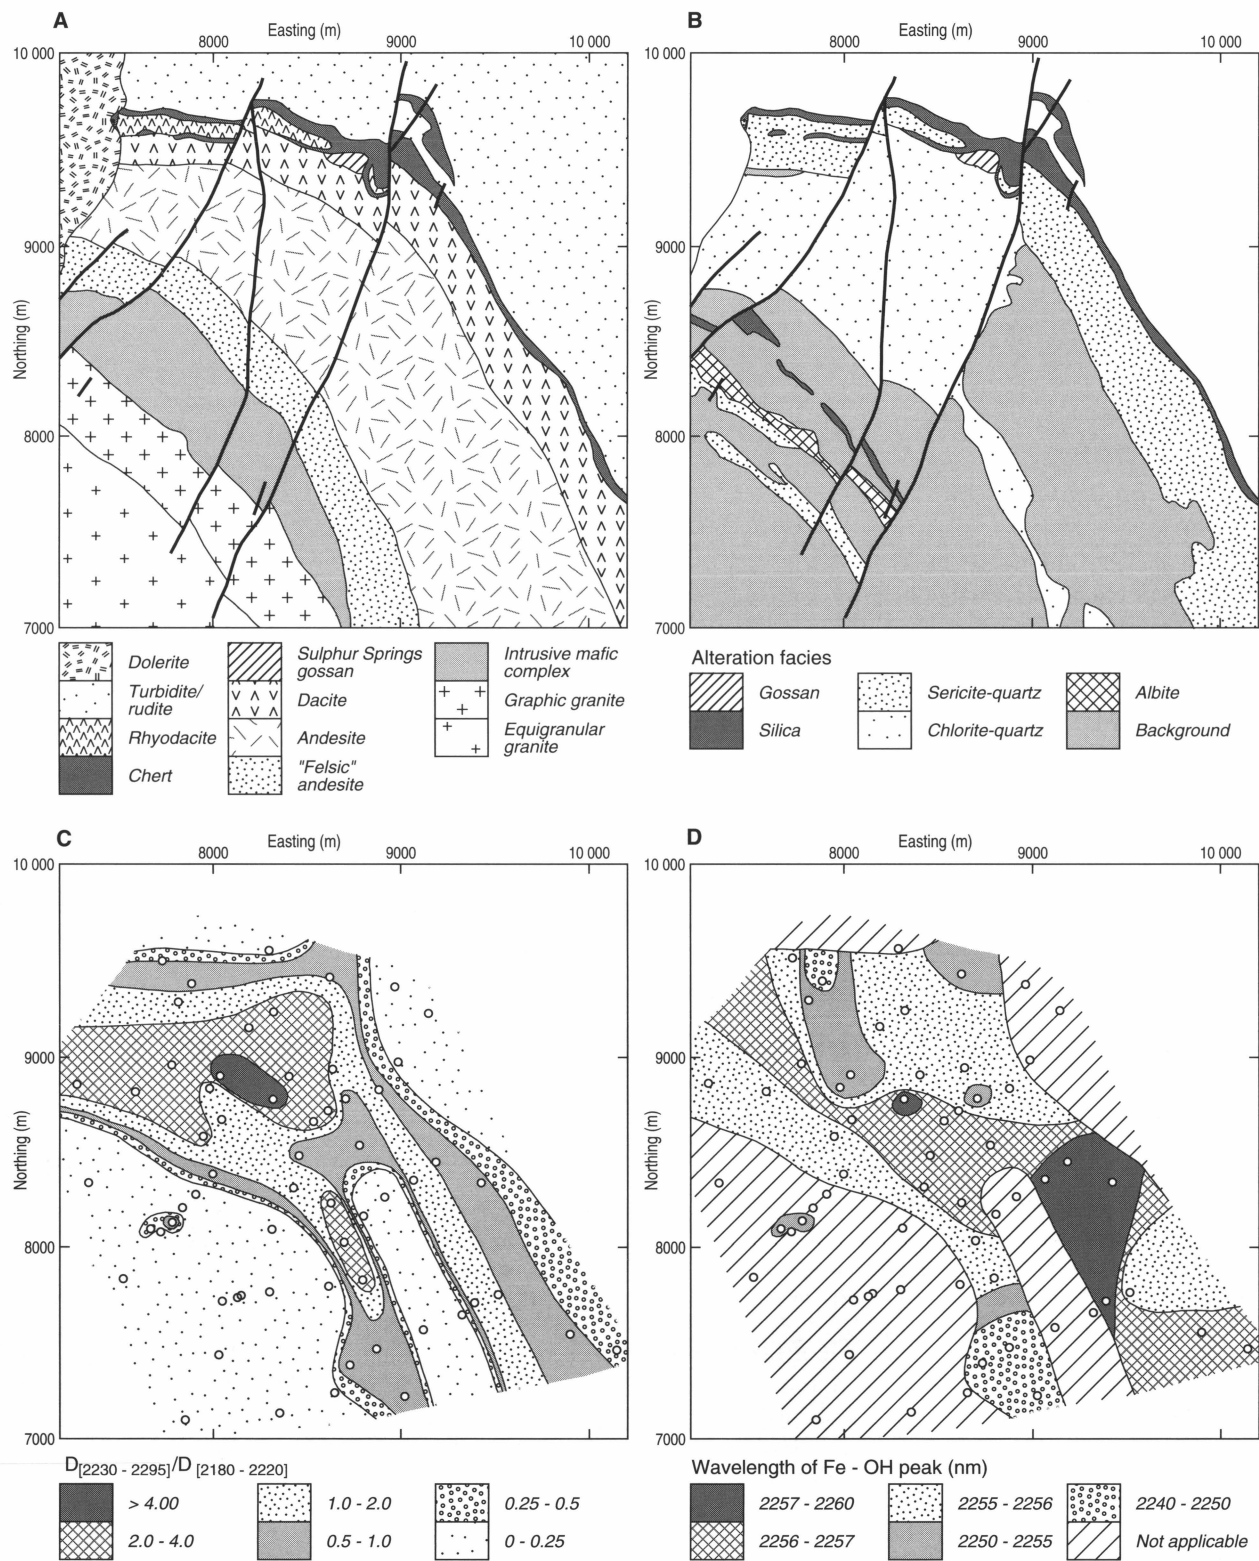 A
Easting (m)
8000
9000
10 000
10 000
9000
8000
7000
Northing (m)
Dolerite
Turbidite/
rudite
Rhyodacite
Chert
Sulphur Springs
gossan
Dacite
Andesite
"Felsic"
andesite
Intrusive mafic
complex
Graphic granite
Equigranular
granite
B
Easting (m)
8000
9000
10 000
10 000
9000
8000
7000
Northing (m)
Alteration facies
Gossan
Silica
Sericite-quartz
Chlorite-quartz
Albite
Background
C
Easting (m)
8000
9000
10 000
10 000
9000
8000
7000
Northing (m)
D[2230 - 2295]/D [2180 - 2220]
> 4.00
2.0 - 4.0
1.0 - 2.0
0.5 - 1.0
0.25 - 0.5
0 - 0.25
D
Easting (m)
8000
9000
10 000
10 000
9000
8000
7000
Northing (m)
Wavelength of Fe - OH peak (nm)
2257 - 2260
2256 - 2257
2255 - 2256
2250 - 2255
2240 - 2250
Not applicable